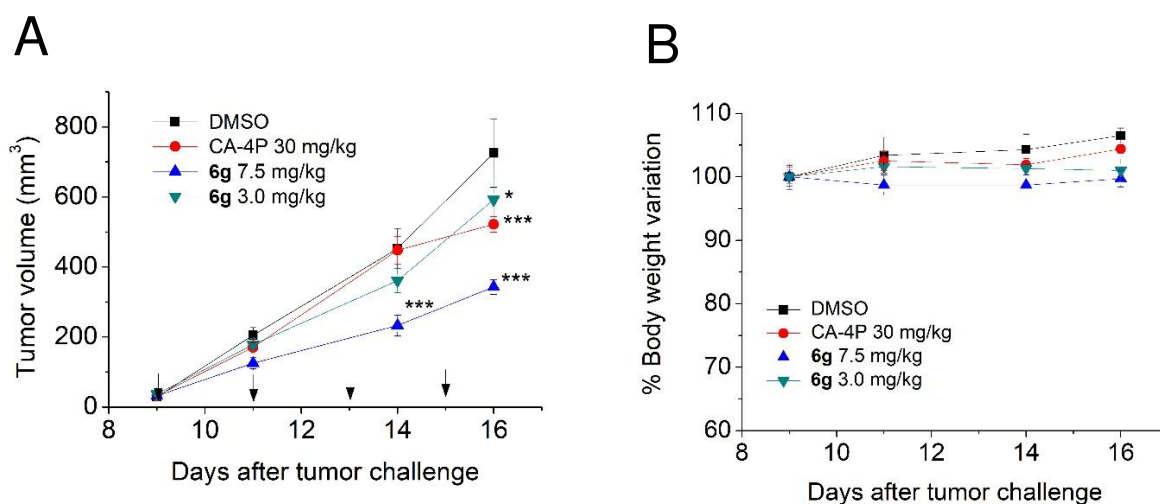 A
Tumor volume (mm³)
800
600
400
200
0
DMSO
CA-4P 30 mg/kg
6g 7.5 mg/kg
6g 3.0 mg/kg
*
***
***
***
8 10 12 14 16
Days after tumor challenge
B
% Body weight variation
110
100
90
80
70
60
DMSO
CA-4P 30 mg/kg
6g 7.5 mg/kg
6g 3.0 mg/kg
8 10 12 14 16
Days after tumor challenge